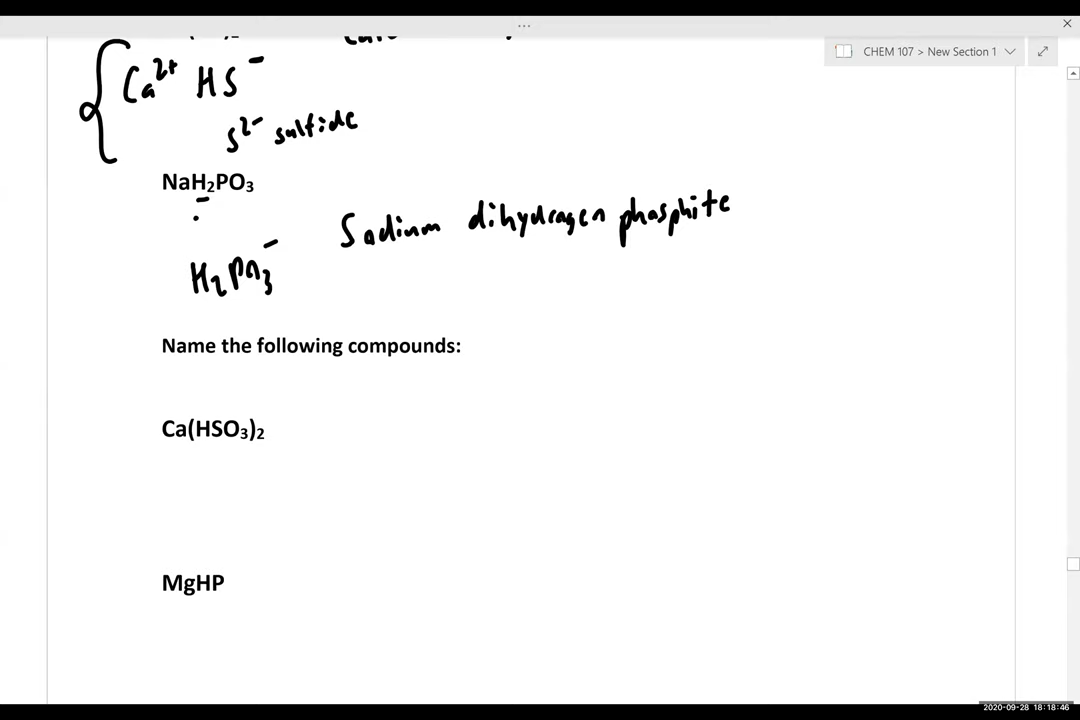 CHEM 107 > New Section 1
Ca²⁺ HS⁻
S²⁻ sulfide
NaH₂PO₃
Sodium dihydrogen phosphite
H₂PO₃⁻
Name the following compounds:
Ca(HSO₃)₂
MgHP
2020-09-28 18:18:46